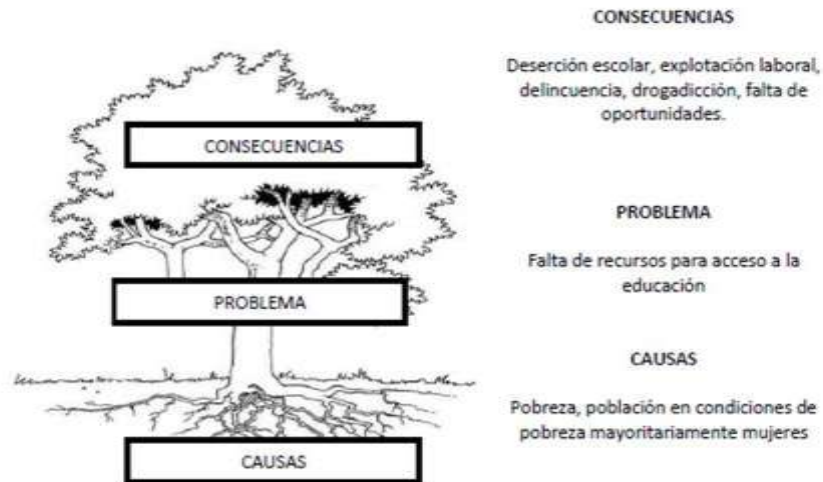 CONSECUENCIAS
PROBLEMA
CAUSAS
CONSECUENCIAS
Deserción escolar, explotación laboral,
delincuencia, drogadicción, falta de
oportunidades.
PROBLEMA
Falta de recursos para acceso a la
educación
CAUSAS
Pobreza, población en condiciones de
pobreza mayoritariamente mujeres